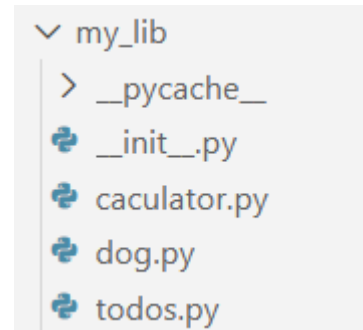 my_lib
__pycache__
__init__.py
caculator.py
dog.py
todos.py